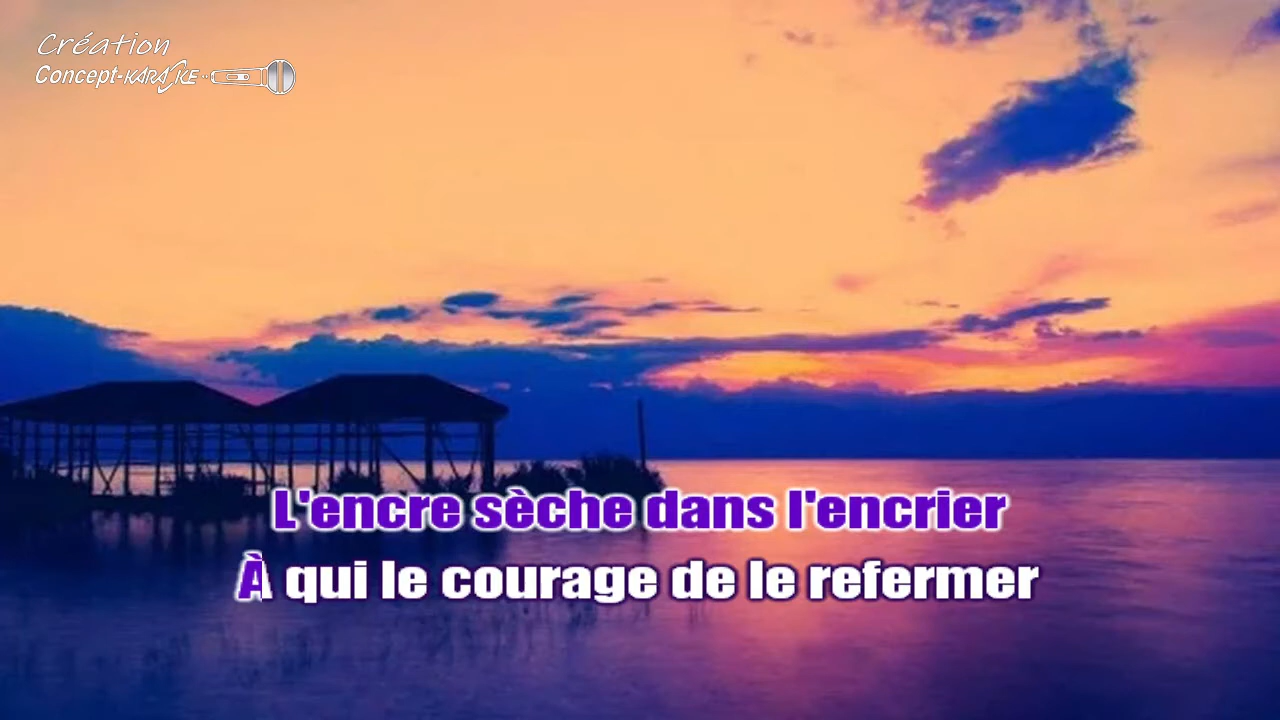 Création
Concept-KARAOKE
L'encre sèche dans l'encrier
À qui le courage de le refermer